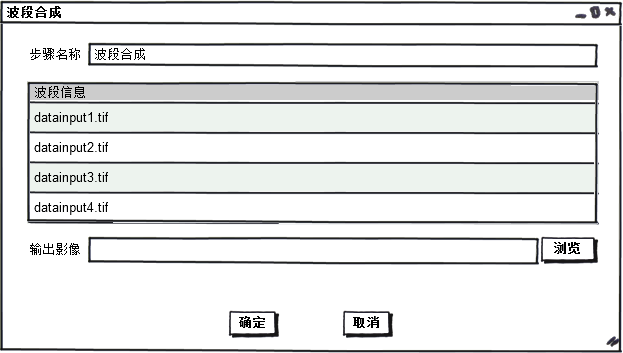 波段合成
步骤名称 波段合成
波段信息
datainput1.tif
datainput2.tif
datainput3.tif
datainput4.tif
输出影像 浏览
确定 取消